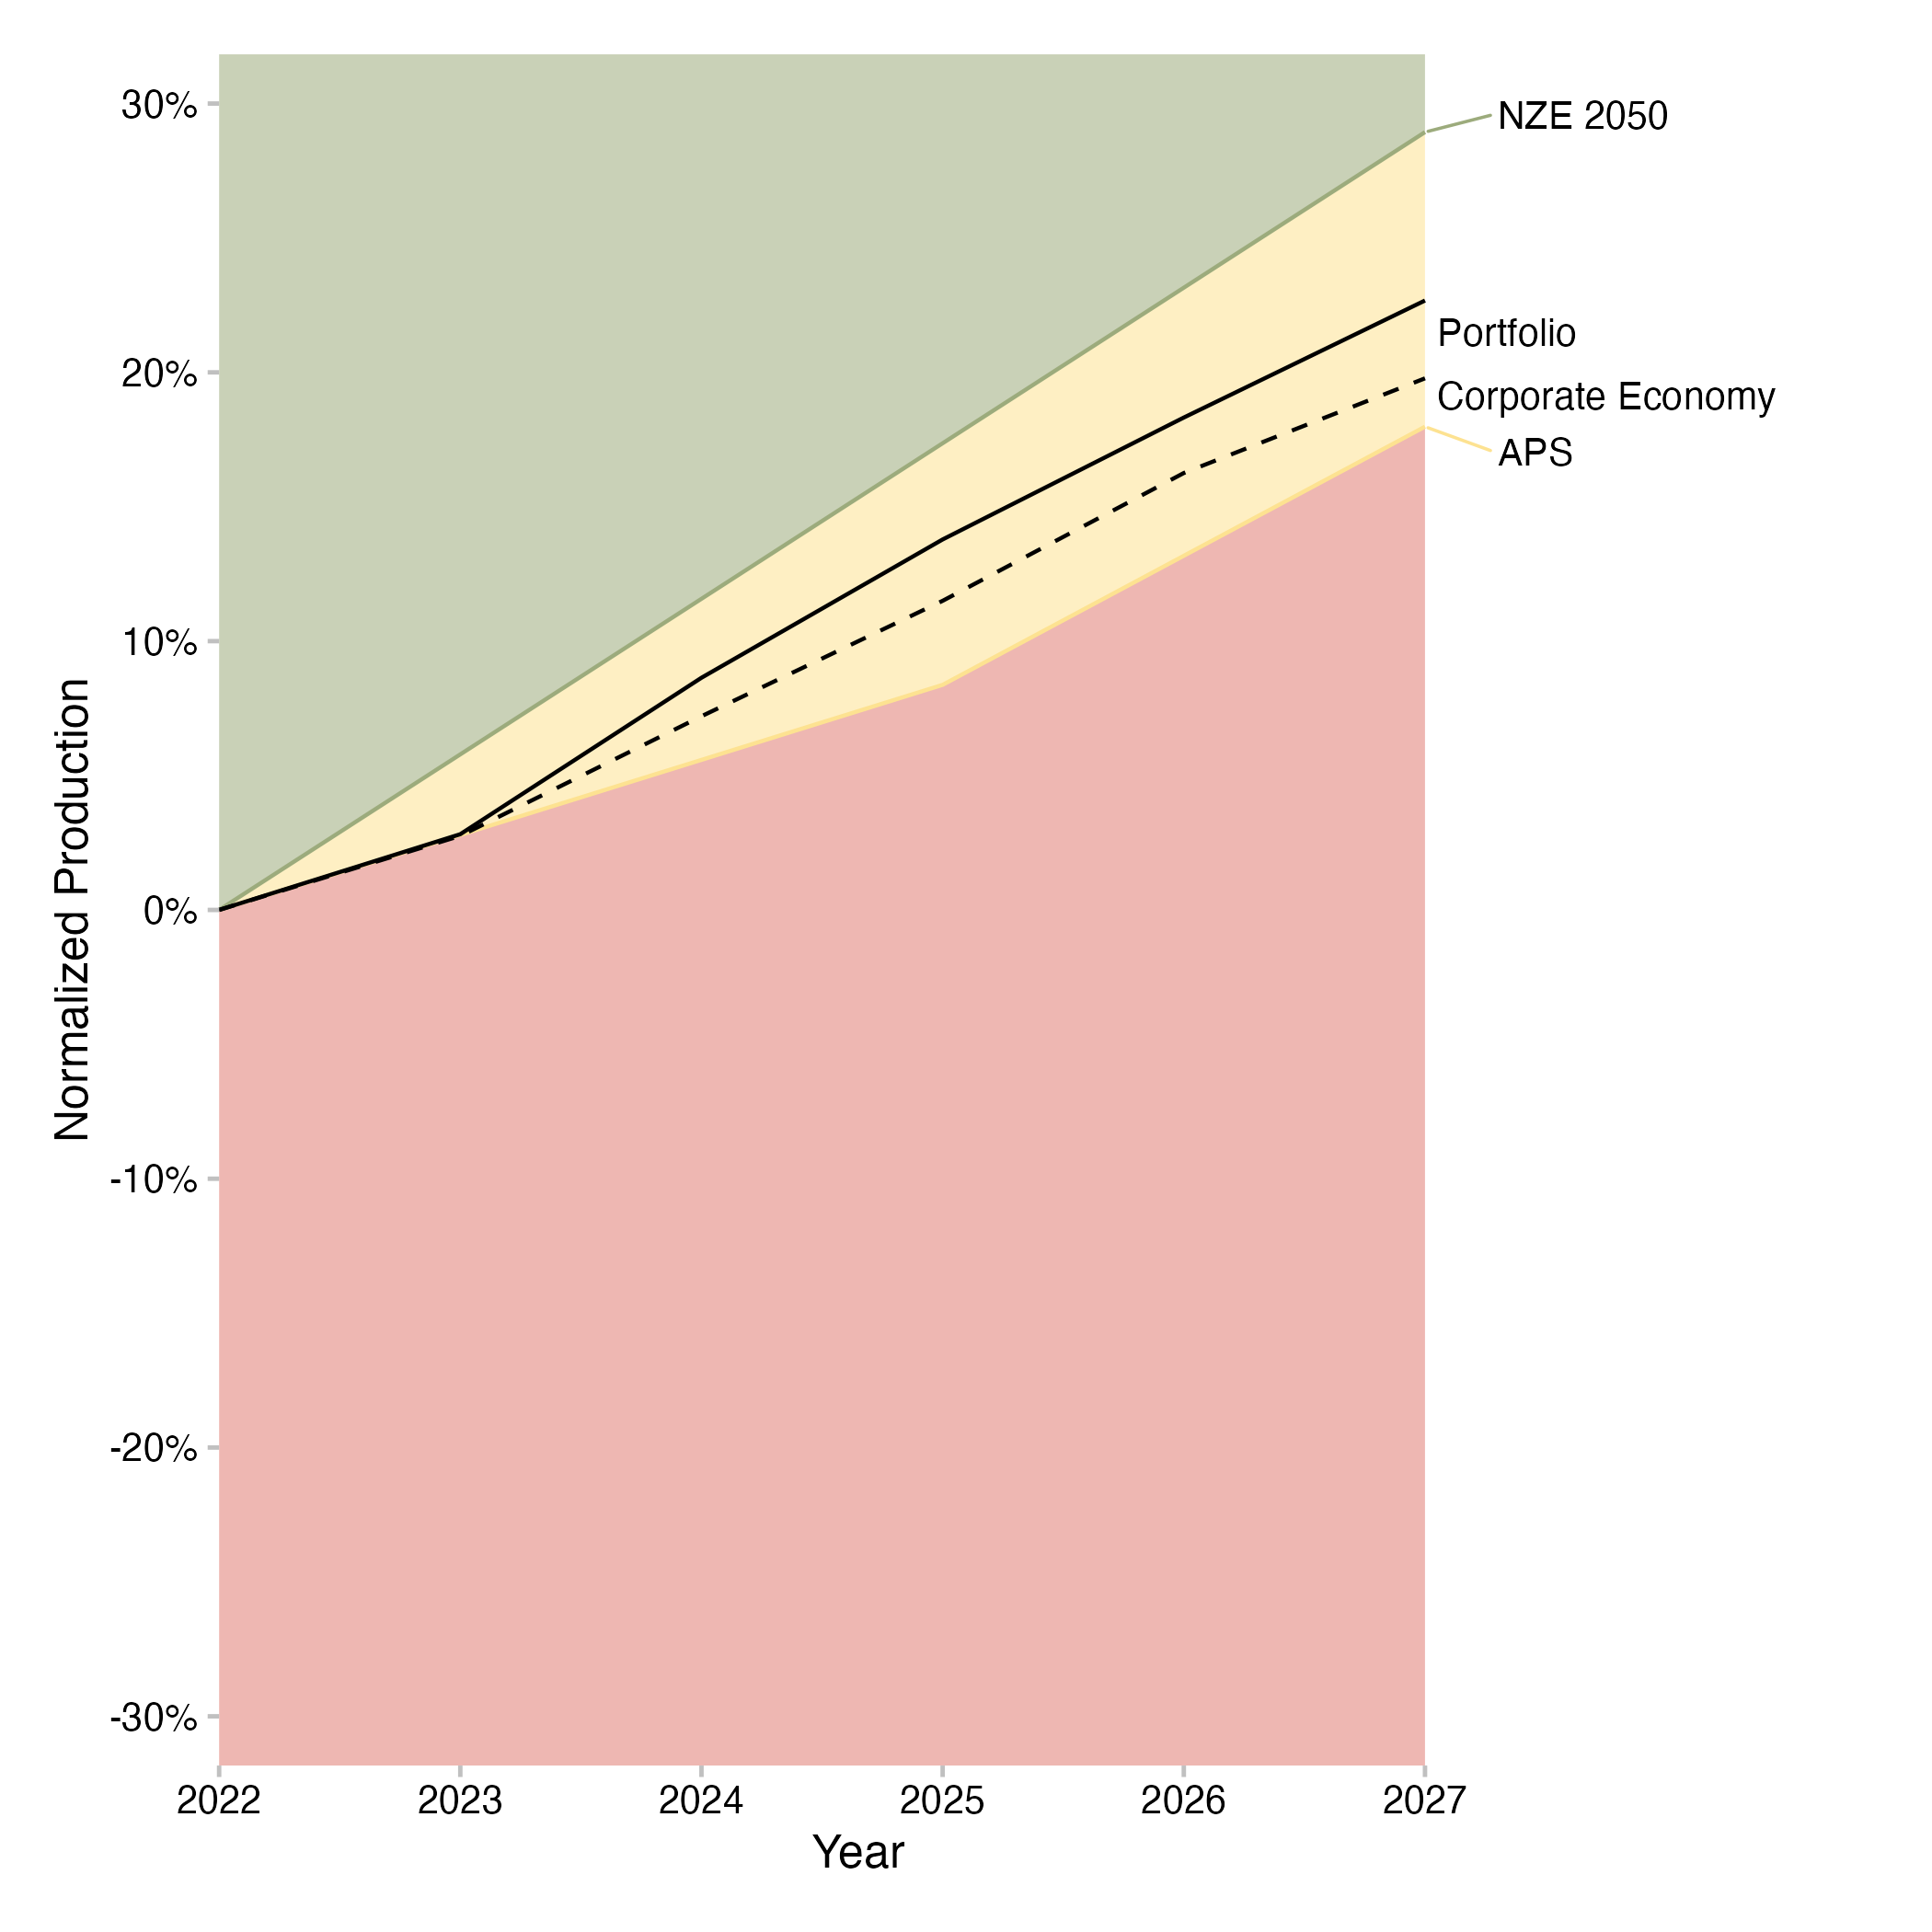 30%
20%
10%
0%
-10%
-20%
-30%
Normalized Production
NZE 2050
Portfolio
Corporate Economy
APS
2022 2023 2024 2025 2026 2027
Year